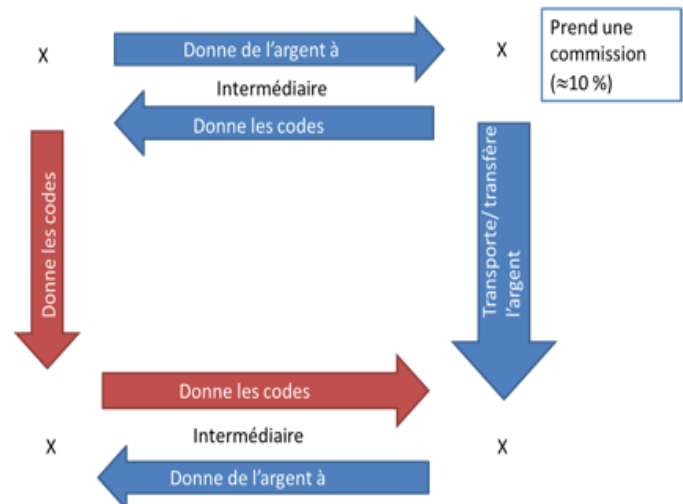 X
Donne de l'argent à
X
Prend une
commission
(≈10 %)
Intermédiaire
Donne les codes
Donne les codes
Transporte/ transfère
l'argent
Donne les codes
X
Intermédiaire
X
Donne de l'argent à